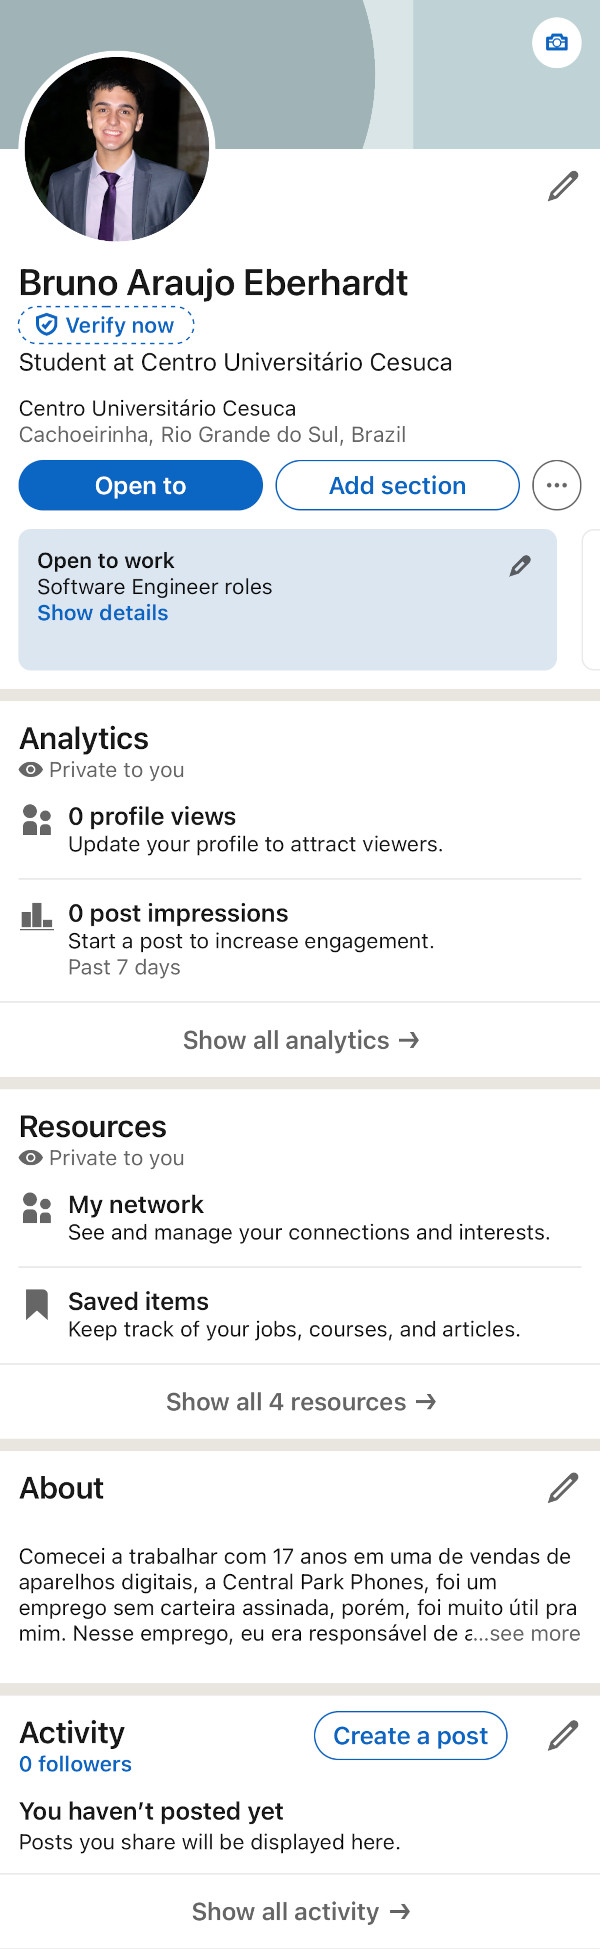 Bruno Araujo Eberhardt
Verify now
Student at Centro Universitário Cesuca
Centro Universitário Cesuca
Cachoeirinha, Rio Grande do Sul, Brazil
Open to
Add section
Open to work
Software Engineer roles
Show details
Analytics
Private to you
0 profile views
Update your profile to attract viewers.
0 post impressions
Start a post to increase engagement.
Past 7 days
Show all analytics →
Resources
Private to you
My network
See and manage your connections and interests.
Saved items
Keep track of your jobs, courses, and articles.
Show all 4 resources →
About
Comecei a trabalhar com 17 anos em uma de vendas de
aparelhos digitais, a Central Park Phones, foi um
emprego sem carteira assinada, porém, foi muito útil pra
mim. Nesse emprego, eu era responsável de a...see more
Activity
Create a post
0 followers
You haven’t posted yet
Posts you share will be displayed here.
Show all activity →